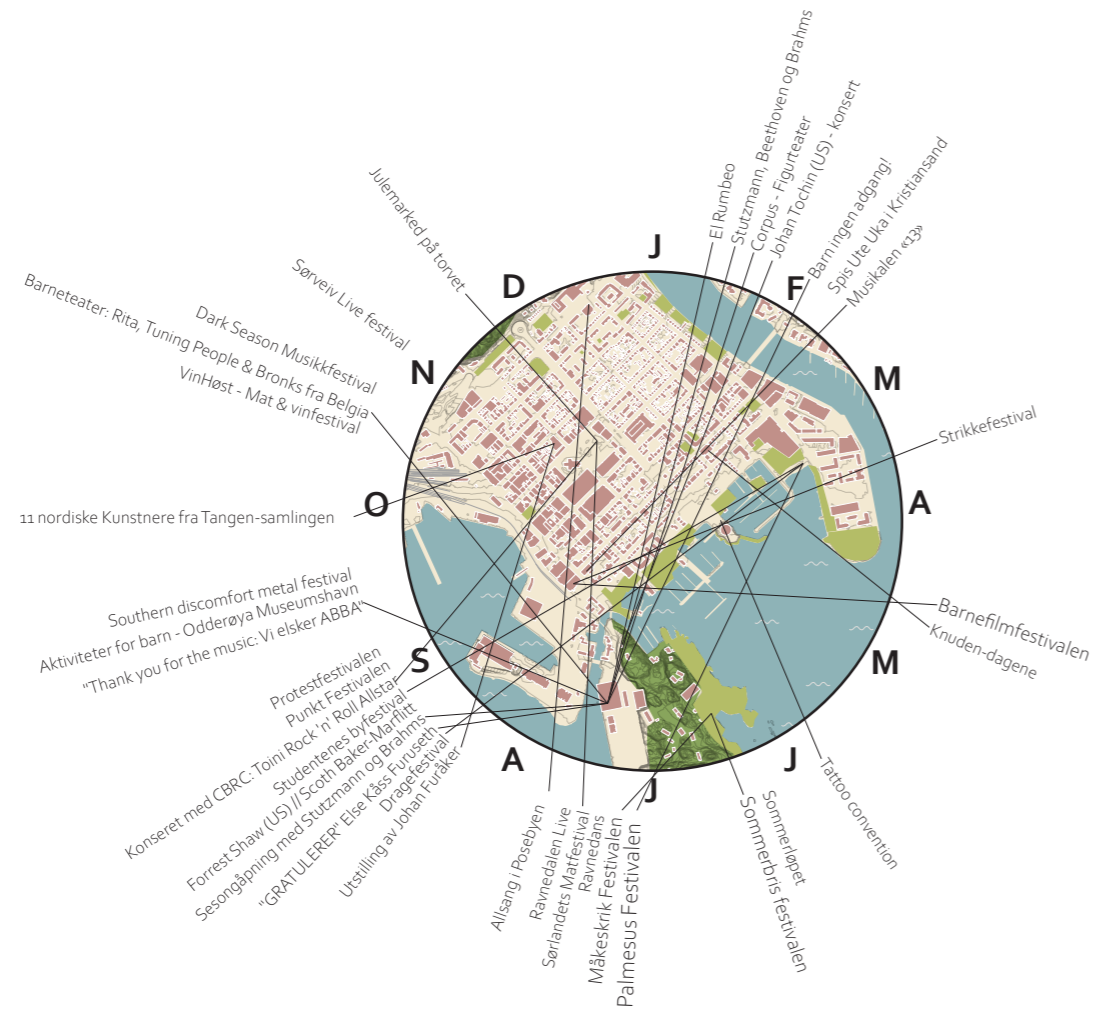 J
El Rumbeo
Stutzmann, Beethoven og Brahms
Corpus - Figurteater
Johan Tochin (US) - konsert
F
Barn ingen adgang!
Spis Ute Uka i Kristiansand
Musikalen «13»
M
Strikkefestival
A
Barnefilmfestivalen
Knuden-dagene
M
Tattoo convention
J
Sommerløpet
Sommerbris festivalen
J
Palmesus Festivalen
Måkeskrik Festivalen
Ravnedans
Sørlandets Matfestival
Ravnedalen Live
Allsang i Posebyen
A
Utstilling av Johan Furåker
Dragefestival
"GRATULERER" Else Kåss Furuseth
Sesongåpning med Stutzmann og Brahms
Forrest Shaw (US) // Scoth Baker-Marflitt
Studentenes byfestival
Konseret med CBRC: Toini Rock 'n' Roll Allstar
Punkt Festivalen
Protestfestivalen
S
"Thank you for the music: Vi elsker ABBA"
Aktiviteter for barn - Odderøya Museumshavn
Southern discomfort metal festival
O
11 nordiske Kunstnere fra Tangen-samlingen
VinHøst - Mat & vinfestival
Barneteater: Rita, Tuning People & Bronks fra Belgia
Dark Season Musikkfestival
N
Sørveiv Live festival
D
Julemarked på torvet